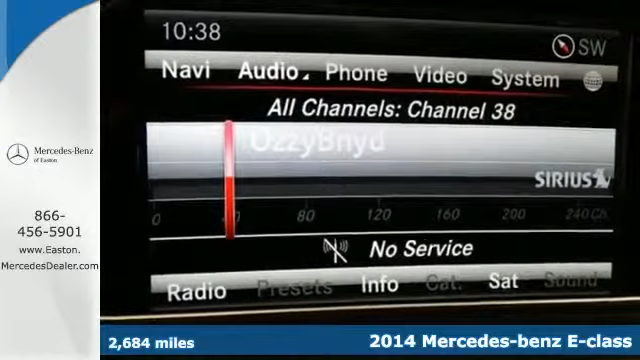 10:38
SW
Navi Audio Phone Video System
All Channels: Channel 38
OzzyBnyd
SIRIUS
0 80 120 160 200 240 Ch.
No Service
Radio Presets Info Cat. Sat Sound
Mercedes-Benz
of Easton
866-
456-5901
www.Easton.
MercedesDealer.com
2,684 miles
2014 Mercedes-benz E-class